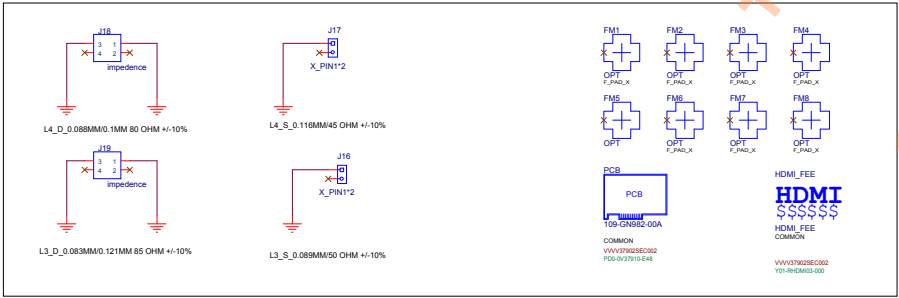 J18
3 1
4 2
impedence
L4_D_0.088MM/0.1MM 80 OHM +/-10%
J17
X_PIN1*2
L4_S_0.116MM/45 OHM +/-10%
J19
3 1
4 2
impedence
L3_D_0.083MM/0.121MM 85 OHM +/-10%
J16
X_PIN1*2
L3_S_0.089MM/50 OHM +/-10%
FM1 FM2 FM3 FM4
OPT OPT OPT OPT
F_PAD_X F_PAD_X F_PAD_X F_PAD_X
FM5 FM6 FM7 FM8
OPT OPT OPT OPT
F_PAD_X F_PAD_X F_PAD_X
PCB
PCB
109-GN982-00A
COMMON
VVVV37902SEC002
PD0-0V37910-E48
HDMI_FEE
HDMI
$$$$$$
HDMI_FEE
COMMON
VVVV37902SEC002
Y01-RHDMI03-000